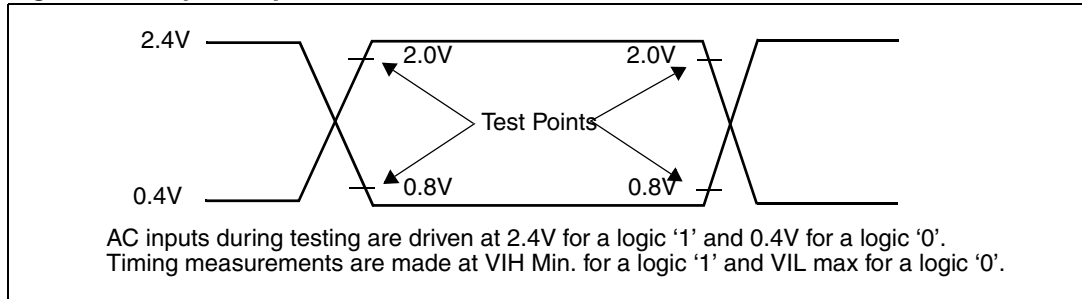 2.4V
2.0V
2.0V
Test Points
0.4V
0.8V
0.8V
AC inputs during testing are driven at 2.4V for a logic ‘1’ and 0.4V for a logic ‘0’.
Timing measurements are made at VIH Min. for a logic ‘1’ and VIL max for a logic ‘0’.